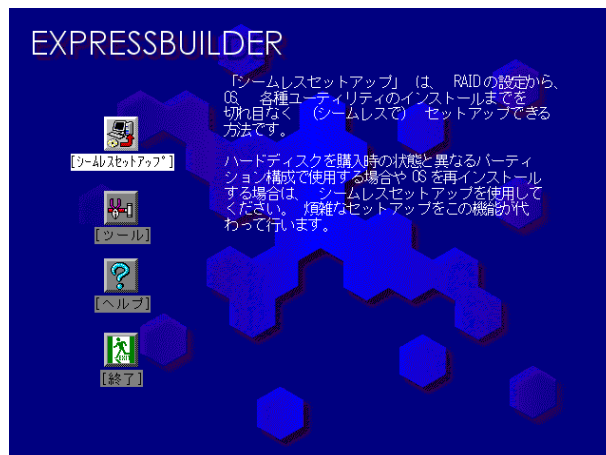 EXPRESSBUILDER
「シームレスセットアップ」 は、 RAIDの設定から、
OS、 各種ユーティリティのインストールまでを
切れ目なく (シームレスで) セットアップできる
方法です。
ハードディスクを購入時の状態と異なるパーティ
ション構成で使用する場合や OSを再インストール
する場合は、 シームレスセットアップを使用して
ください。 煩雑なセットアップをこの機能が代
わって行います。
[シームレスセットアップ]
[ツール]
[ヘルプ]
EXIT
[終了]